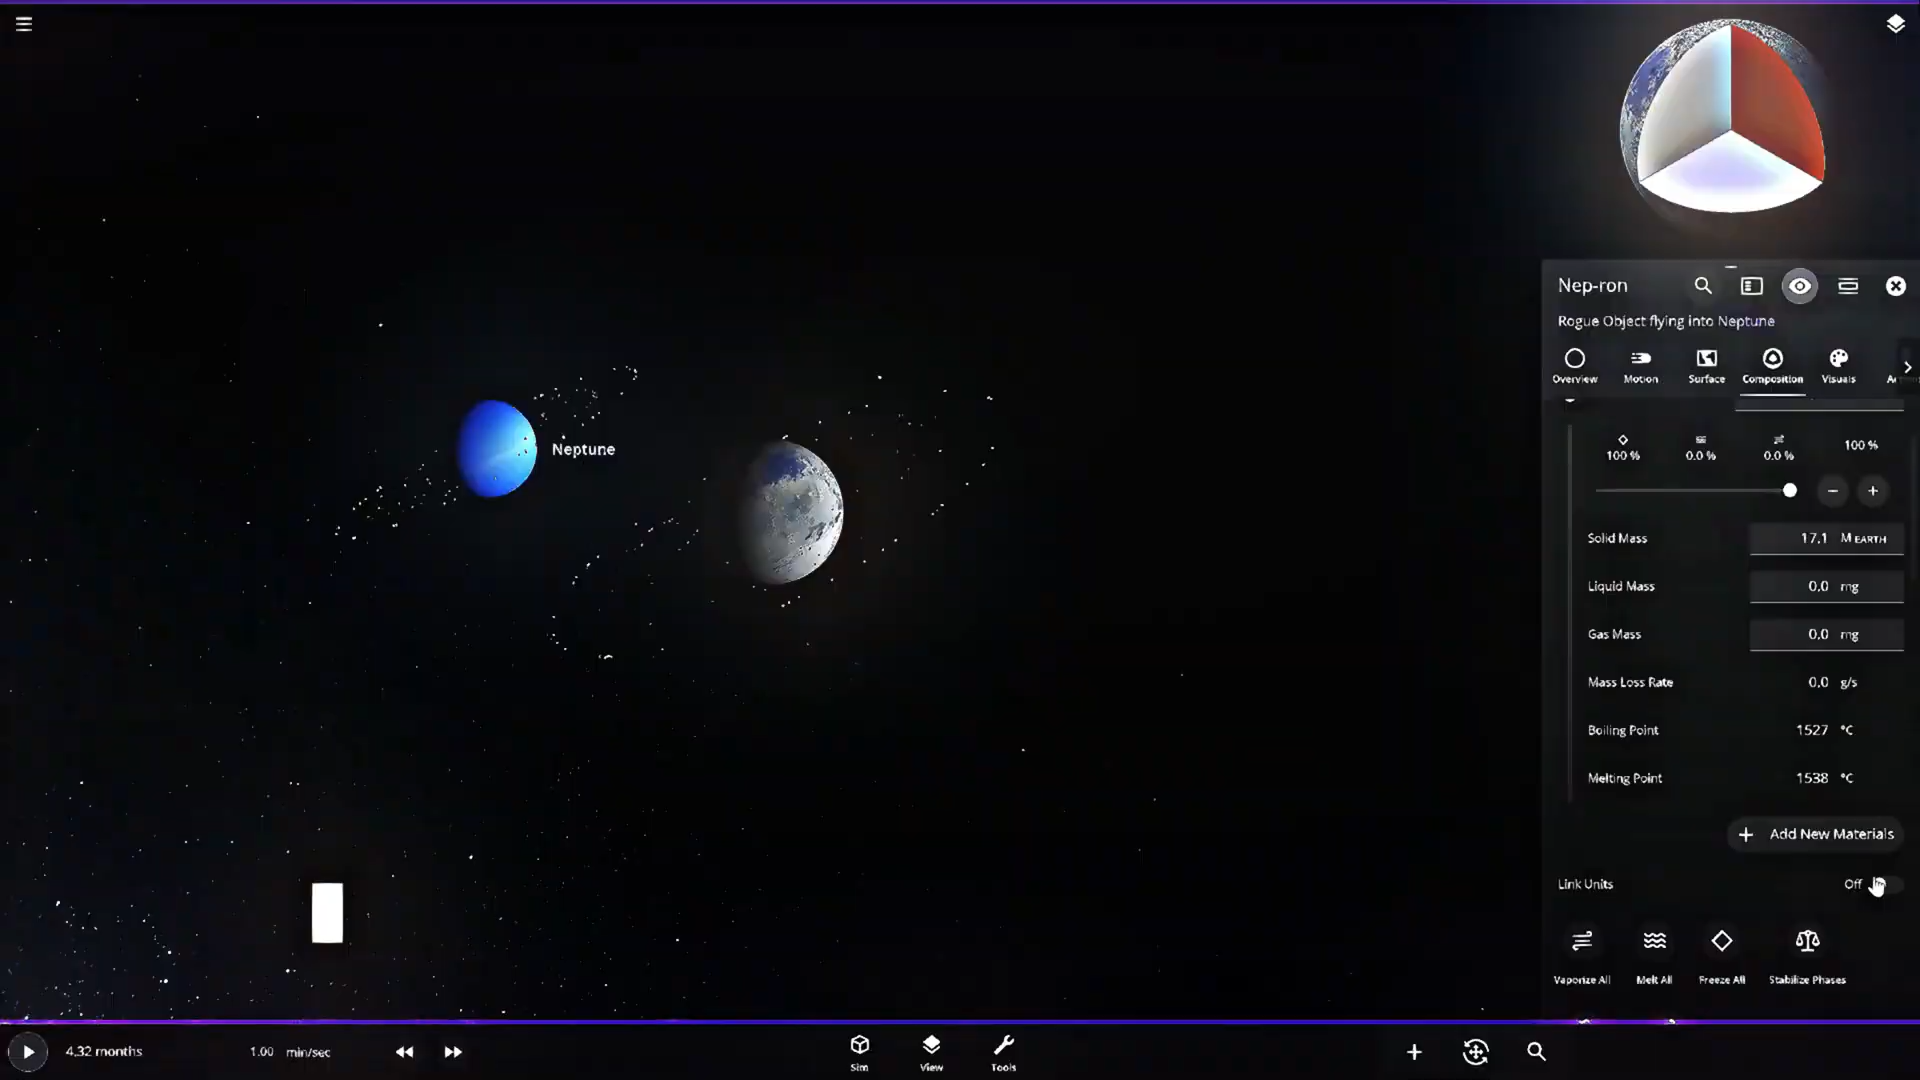 Neptune
Nep-ron
Rogue Object flying into Neptune
Overview
Motion
Surface
Composition
Visuals
100 %
0.0 %
0.0 %
100 %
Solid Mass 17,1 M EARTH
Liquid Mass 0,0 mg
Gas Mass 0,0 mg
Mass Loss Rate 0,0 g/s
Boiling Point 1527 °C
Melting Point 1538 °C
+ Add New Materials
Link Units Off
Vaporize All
Melt All
Freeze All
Stabilize Phases
4,32 months
1.00 min/sec
Sim
View
Tools